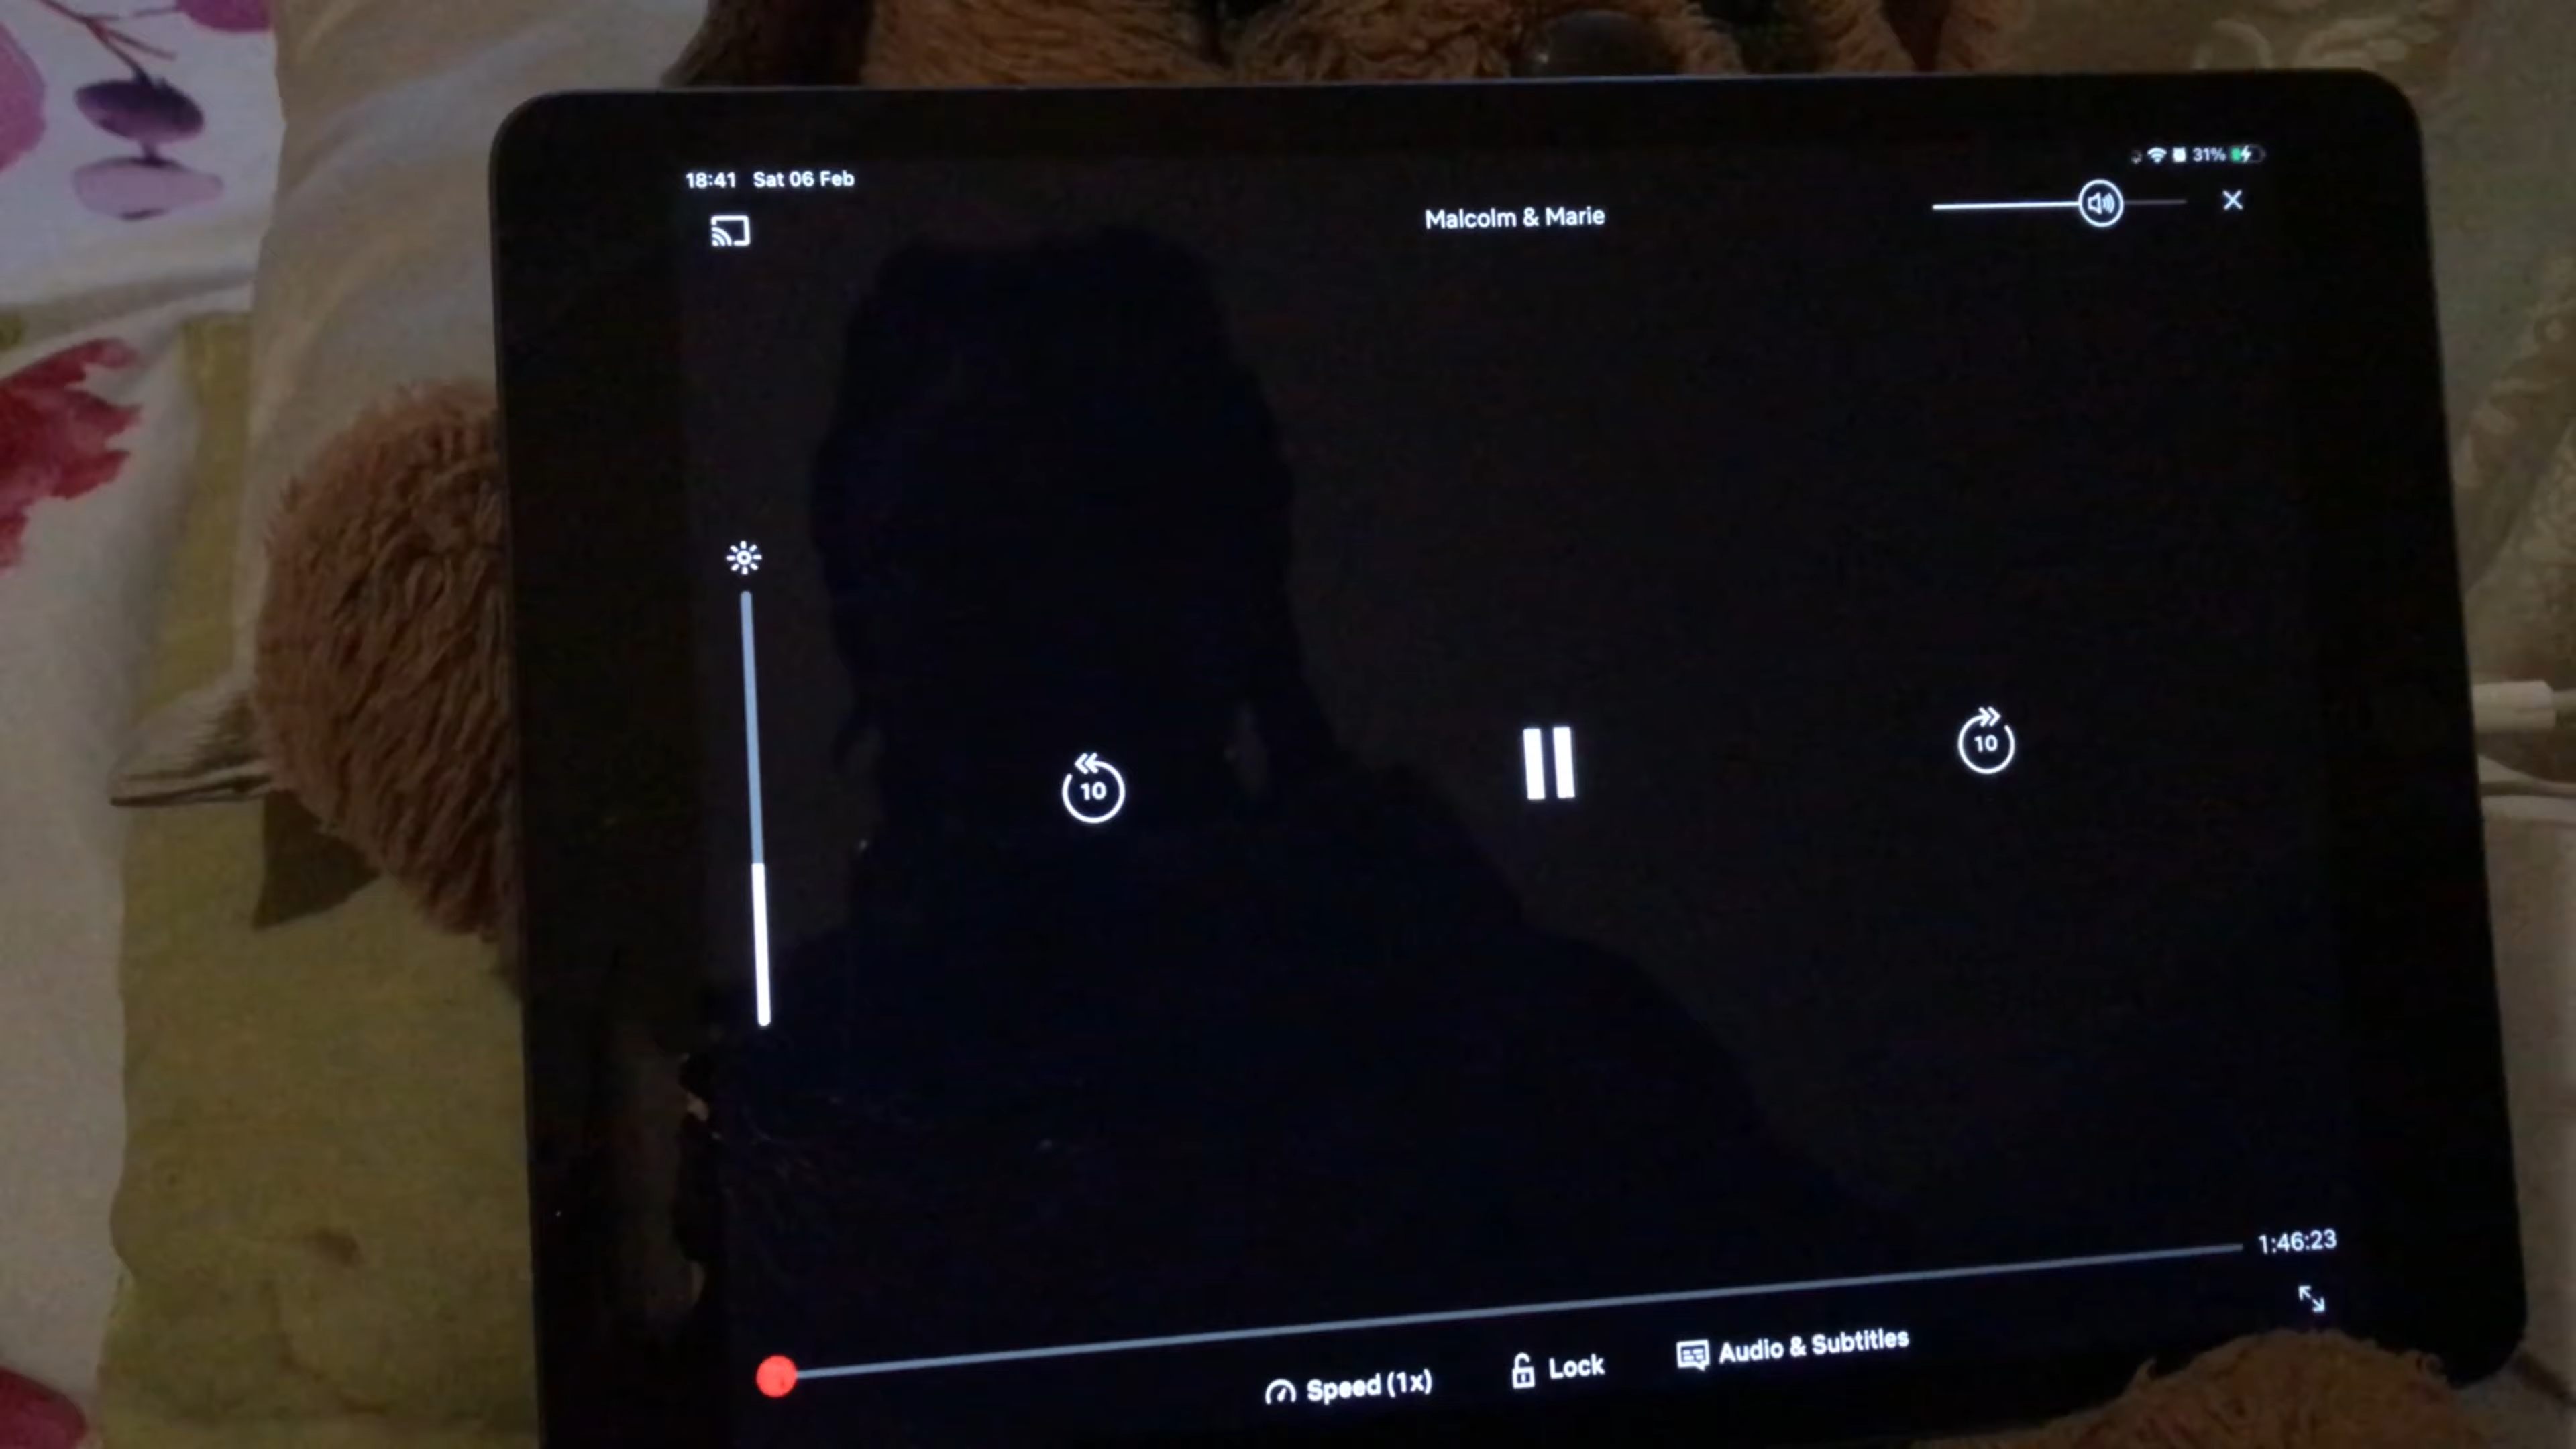 18:41 Sat 06 Feb
31%
Malcolm & Marie
10
10
1:46:23
Speed (1x)
Lock
Audio & Subtitles